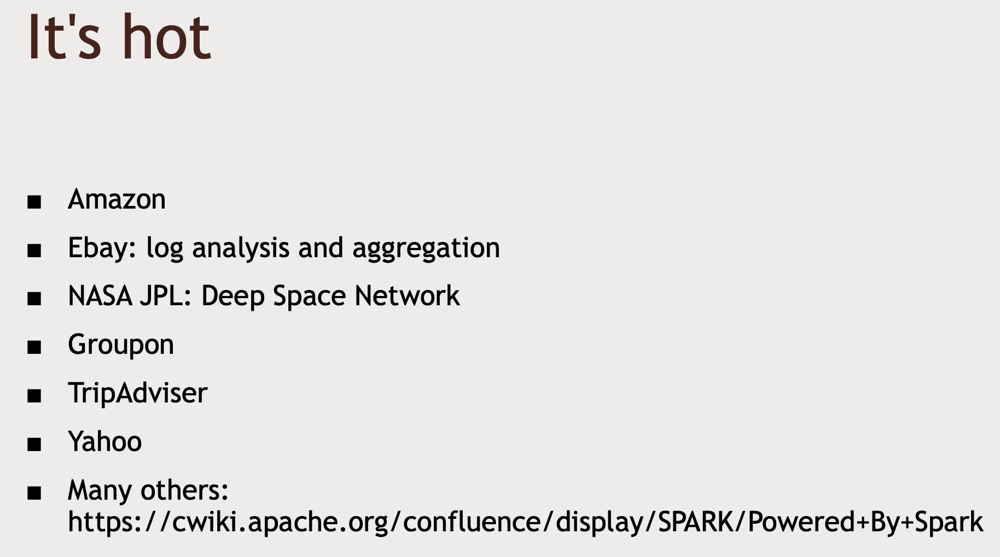 It's hot
■ Amazon
■ Ebay: log analysis and aggregation
■ NASA JPL: Deep Space Network
■ Groupon
■ TripAdviser
■ Yahoo
■ Many others:
https://cwiki.apache.org/confluence/display/SPARK/Powered+By+Spark